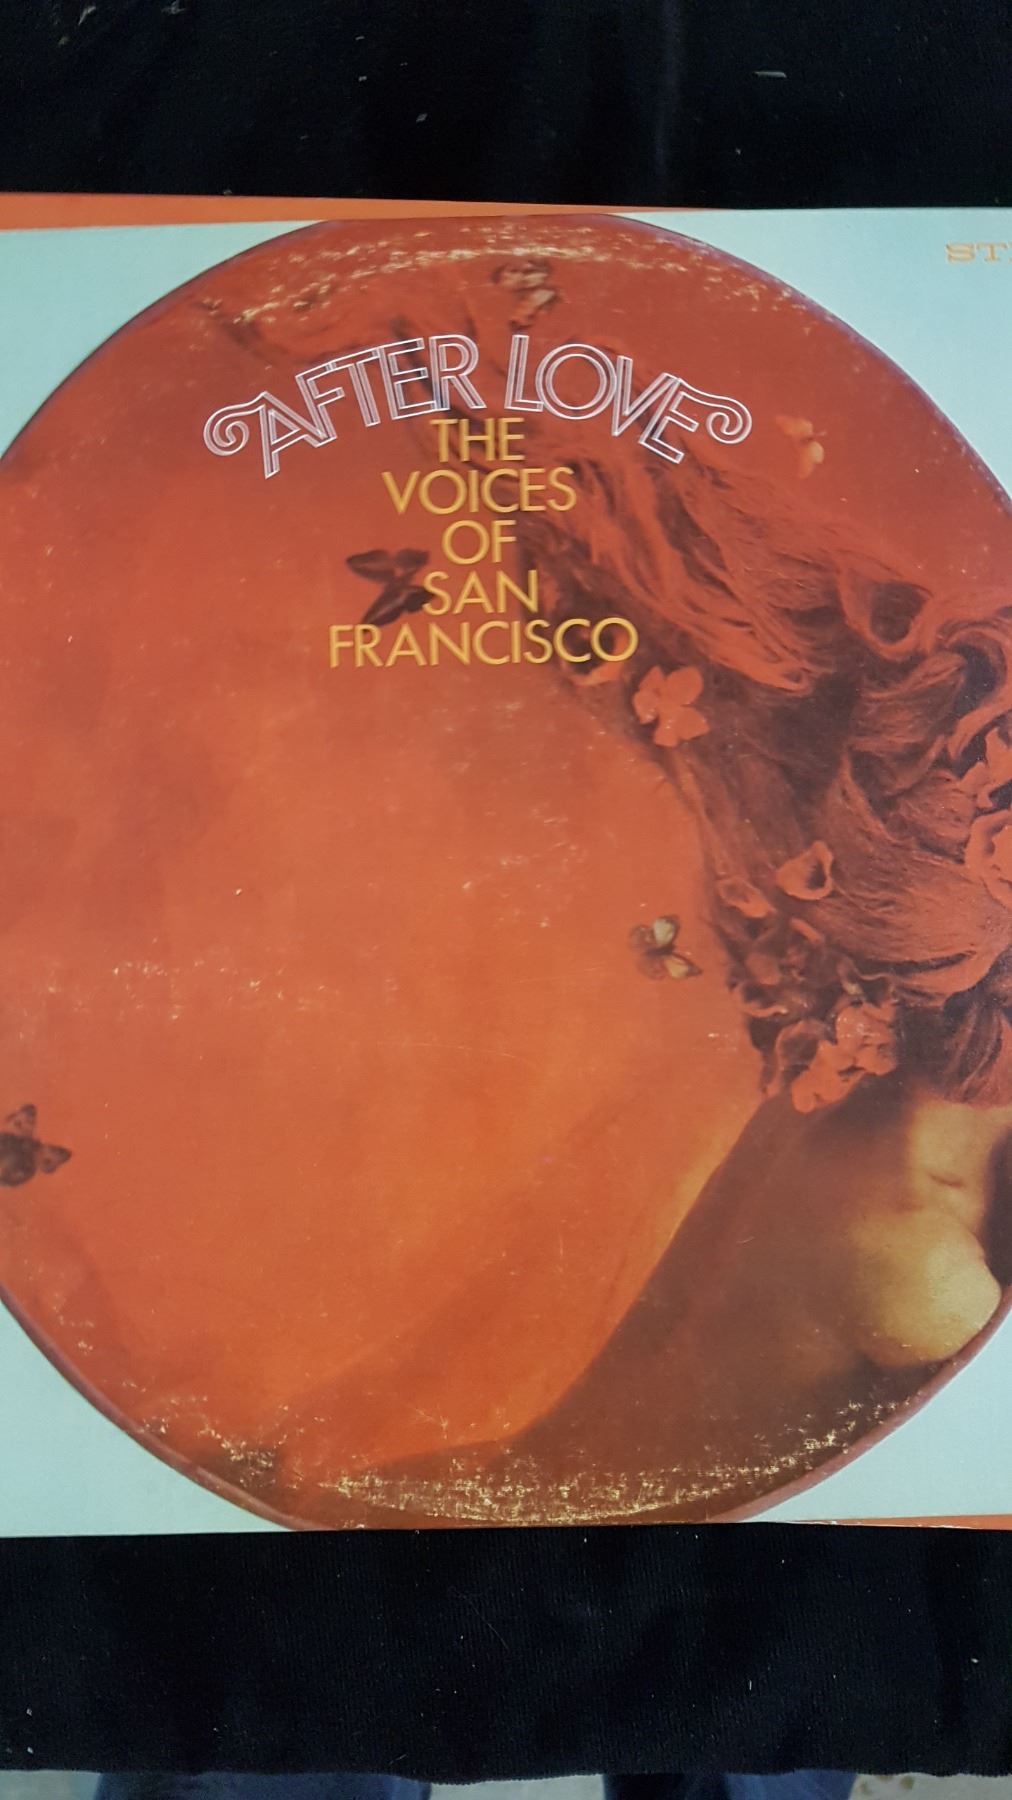 AFTER LOVE
THE
VOICES
OF
SAN
FRANCISCO